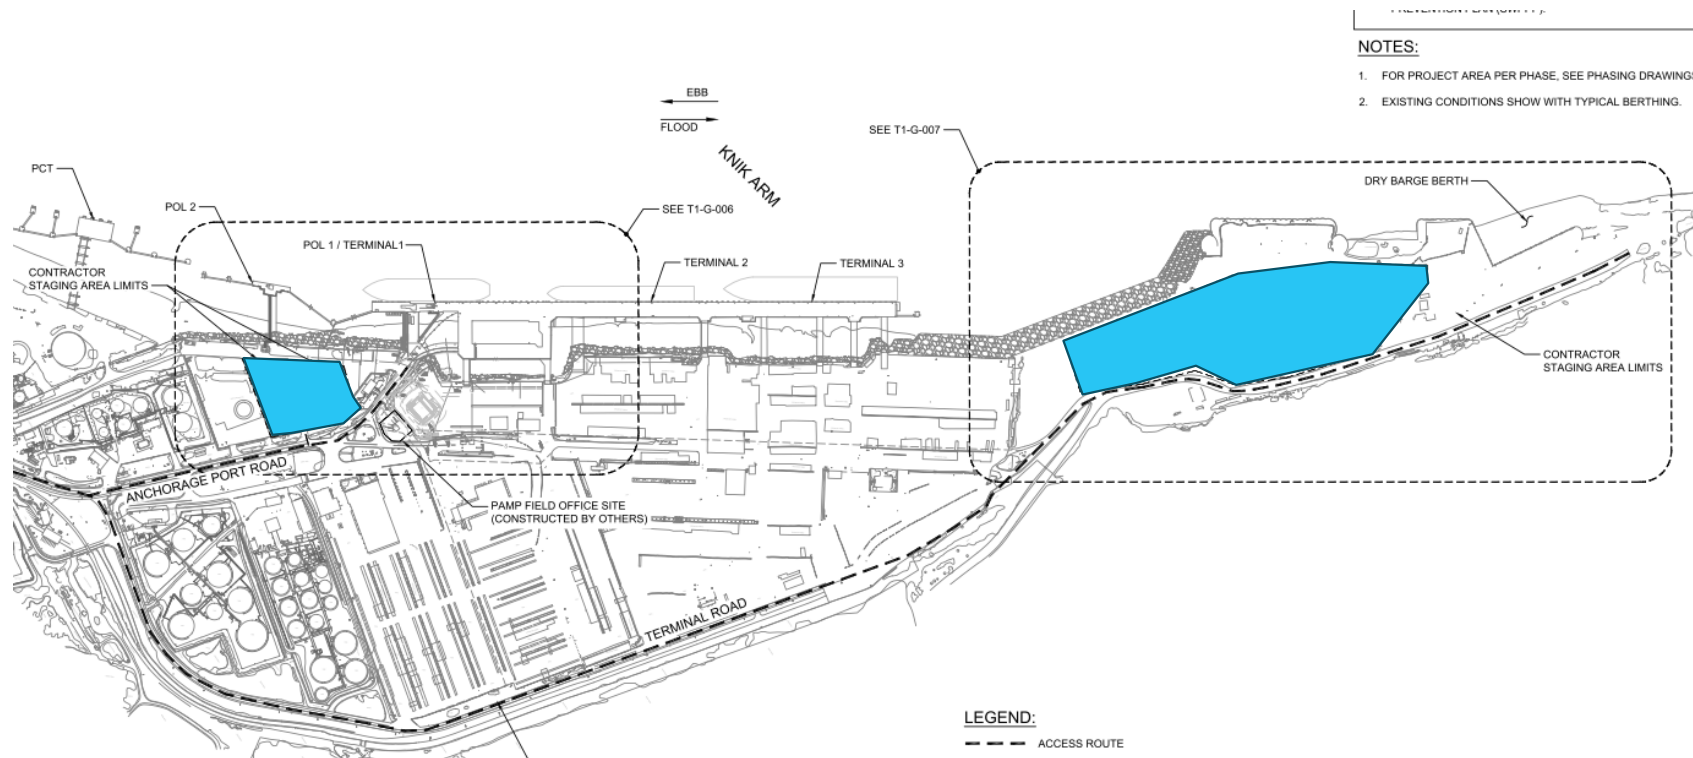 NOTES:
1. FOR PROJECT AREA PER PHASE, SEE PHASING DRAWINGS
2. EXISTING CONDITIONS SHOW WITH TYPICAL BERTHING.
EBB
FLOOD
KNIK ARM
SEE T1-G-007
PCT
POL 2
SEE T1-G-006
DRY BARGE BERTH
POL 1 / TERMINAL1
TERMINAL 2
TERMINAL 3
CONTRACTOR
STAGING AREA LIMITS
CONTRACTOR
STAGING AREA LIMITS
ANCHORAGE PORT ROAD
PAMP FIELD OFFICE SITE
(CONSTRUCTED BY OTHERS)
TERMINAL ROAD
LEGEND:
ACCESS ROUTE